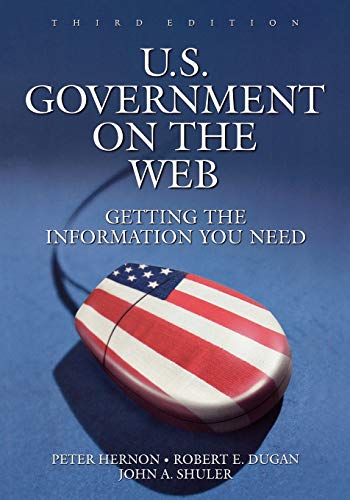 THIRD EDITION
U.S.
GOVERNMENT
ON THE
WEB
GETTING THE
INFORMATION YOU NEED
PETER HERNON • ROBERT E. DUGAN
JOHN A. SHULER